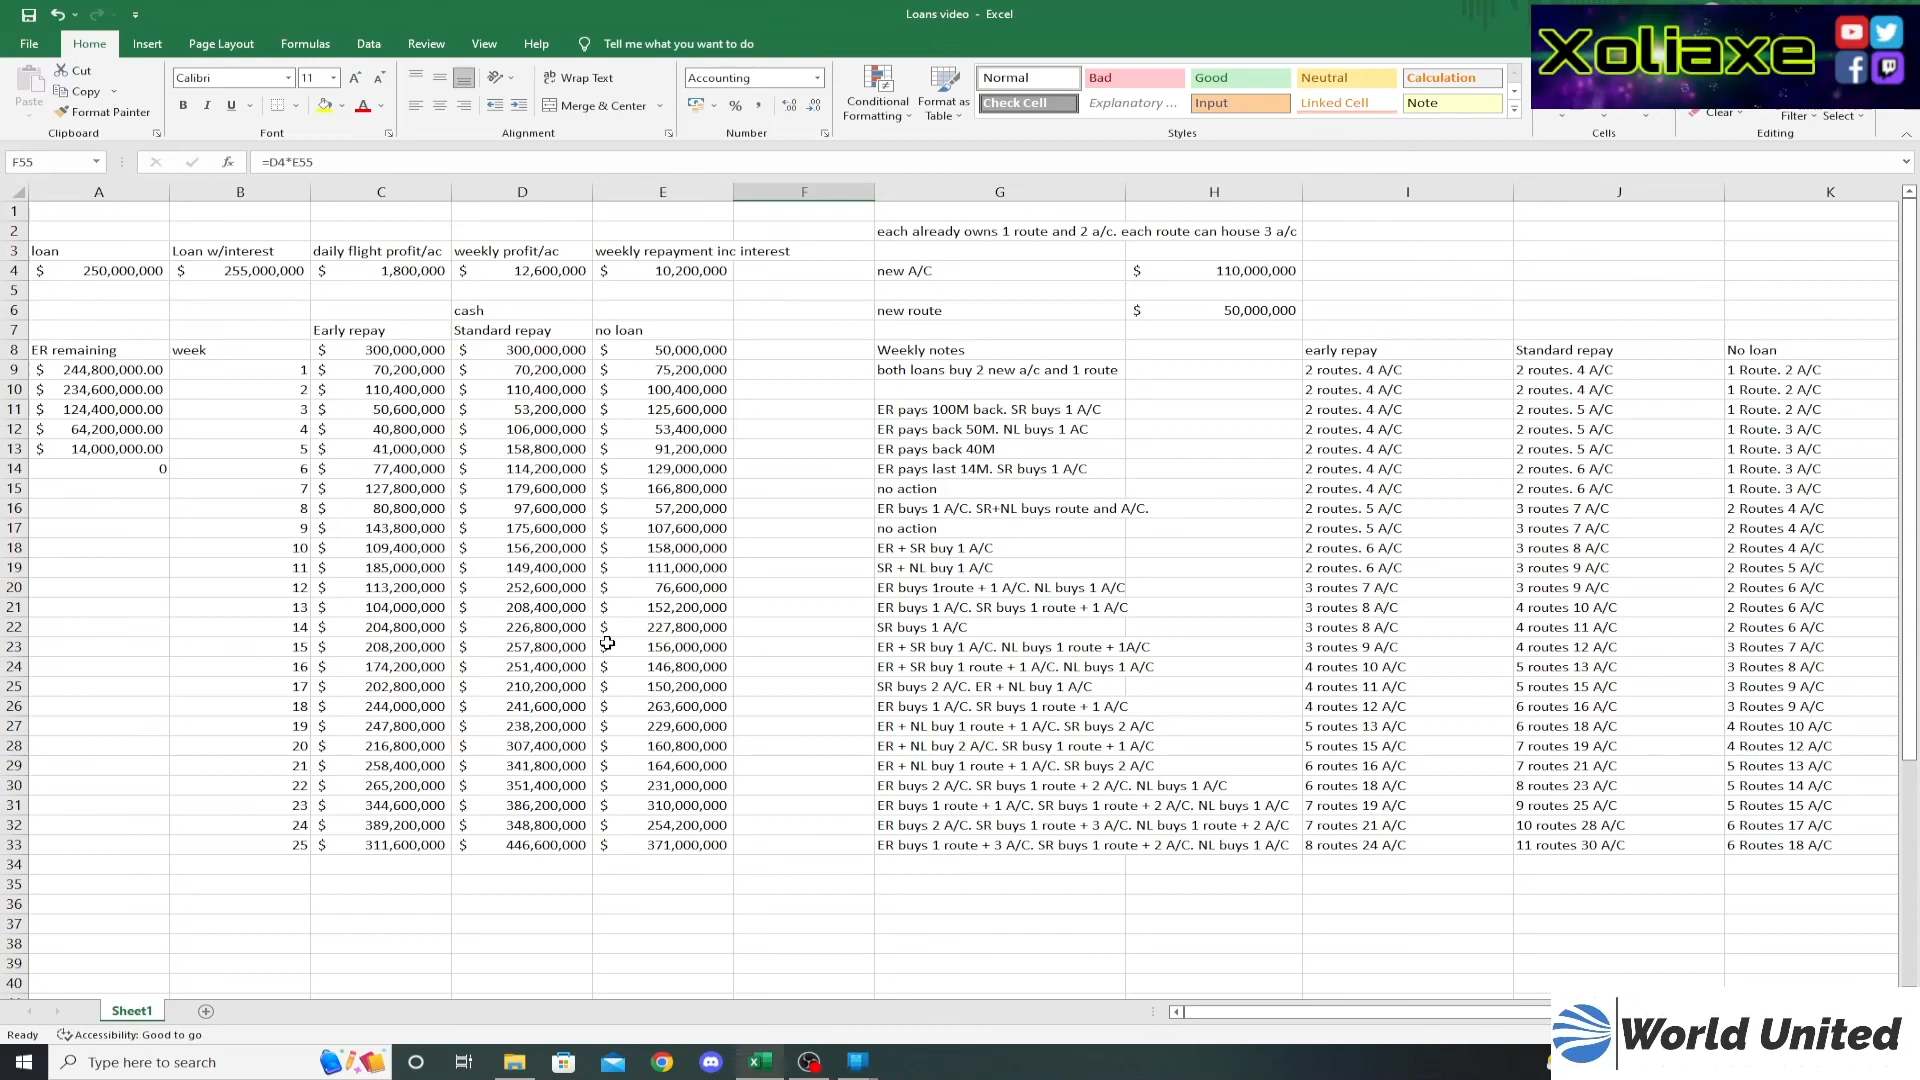 Loans video - Excel
File Home Insert Page Layout Formulas Data Review View Help Tell me what you want to do
Xoliaxe
Paste Cut Copy Format Painter Clipboard
Calibri 11 B I U Font
Wrap Text Merge & Center Alignment
Accounting $ % Number
Conditional Formatting Format as Table
Normal Bad Good Neutral Calculation
Check Cell Explanatory ... Input Linked Cell Note
Styles Cells Clear Filter Select Editing
F55 fx =D4*E55
A B C D E F G H I J K
1
2 each already owns 1 route and 2 a/c. each route can house 3 a/c
3 loan Loan w/interest daily flight profit/ac weekly profit/ac weekly repayment inc interest
4 $ 250,000,000 $ 255,000,000 $ 1,800,000 $ 12,600,000 $ 10,200,000 new A/C $ 110,000,000
5
6 cash new route $ 50,000,000
7 Early repay Standard repay no loan
8 ER remaining week $ 300,000,000 $ 300,000,000 $ 50,000,000 Weekly notes early repay Standard repay No loan
9 $ 244,800,000.00 1 $ 70,200,000 $ 70,200,000 $ 75,200,000 both loans buy 2 new a/c and 1 route 2 routes. 4 A/C 2 routes. 4 A/C 1 Route. 2 A/C
10 $ 234,600,000.00 2 $ 110,400,000 $ 110,400,000 $ 100,400,000 2 routes. 4 A/C 2 routes. 4 A/C 1 Route. 2 A/C
11 $ 124,400,000.00 3 $ 50,600,000 $ 53,200,000 $ 125,600,000 ER pays 100M back. SR buys 1 A/C 2 routes. 4 A/C 2 routes. 5 A/C 1 Route. 2 A/C
12 $ 64,200,000.00 4 $ 40,800,000 $ 106,000,000 $ 53,400,000 ER pays back 50M. NL buys 1 AC 2 routes. 4 A/C 2 routes. 5 A/C 1 Route. 3 A/C
13 $ 14,000,000.00 5 $ 41,000,000 $ 158,800,000 $ 91,200,000 ER pays back 40M 2 routes. 4 A/C 2 routes. 5 A/C 1 Route. 3 A/C
14 0 6 $ 77,400,000 $ 114,200,000 $ 129,000,000 ER pays last 14M. SR buys 1 A/C 2 routes. 4 A/C 2 routes. 6 A/C 1 Route. 3 A/C
15 7 $ 127,800,000 $ 179,600,000 $ 166,800,000 no action 2 routes. 4 A/C 2 routes. 6 A/C 1 Route. 3 A/C
16 8 $ 80,800,000 $ 97,600,000 $ 57,200,000 ER buys 1 A/C. SR+NL buys route and A/C. 2 routes. 5 A/C 3 routes 7 A/C 2 Routes 4 A/C
17 9 $ 143,800,000 $ 175,600,000 $ 107,600,000 no action 2 routes. 5 A/C 3 routes 7 A/C 2 Routes 4 A/C
18 10 $ 109,400,000 $ 156,200,000 $ 158,000,000 ER + SR buy 1 A/C 2 routes. 6 A/C 3 routes 8 A/C 2 Routes 4 A/C
19 11 $ 185,000,000 $ 149,400,000 $ 111,000,000 SR + NL buy 1 A/C 2 routes. 6 A/C 3 routes 9 A/C 2 Routes 5 A/C
20 12 $ 113,200,000 $ 252,600,000 $ 76,600,000 ER buys 1route + 1 A/C. NL buys 1 A/C 3 routes 7 A/C 3 routes 9 A/C 2 Routes 6 A/C
21 13 $ 104,000,000 $ 208,400,000 $ 152,200,000 ER buys 1 A/C. SR buys 1 route + 1 A/C 3 routes 8 A/C 4 routes 10 A/C 2 Routes 6 A/C
22 14 $ 204,800,000 $ 226,800,000 $ 227,800,000 SR buys 1 A/C 3 routes 8 A/C 4 routes 11 A/C 2 Routes 6 A/C
23 15 $ 208,200,000 $ 257,800,000 156,000,000 ER + SR buy 1 A/C. NL buys 1 route + 1A/C 3 routes 9 A/C 4 routes 12 A/C 3 Routes 7 A/C
24 16 $ 174,200,000 $ 251,400,000 $ 146,800,000 ER + SR buy 1 route + 1 A/C. NL buys 1 A/C 4 routes 10 A/C 5 routes 13 A/C 3 Routes 8 A/C
25 17 $ 202,800,000 $ 210,200,000 $ 150,200,000 SR buys 2 A/C. ER + NL buy 1 A/C 4 routes 11 A/C 5 routes 15 A/C 3 Routes 9 A/C
26 18 $ 244,000,000 $ 241,600,000 $ 263,600,000 ER buys 1 A/C. SR buys 1 route + 1 A/C 4 routes 12 A/C 6 routes 16 A/C 3 Routes 9 A/C
27 19 $ 247,800,000 $ 238,200,000 $ 229,600,000 ER + NL buy 1 route + 1 A/C. SR buys 2 A/C 5 routes 13 A/C 6 routes 18 A/C 4 Routes 10 A/C
28 20 $ 216,800,000 $ 307,400,000 $ 160,800,000 ER + NL buy 2 A/C. SR busy 1 route + 1 A/C 5 routes 15 A/C 7 routes 19 A/C 4 Routes 12 A/C
29 21 $ 258,400,000 $ 341,800,000 $ 164,600,000 ER + NL buy 1 route + 1 A/C. SR buys 2 A/C 6 routes 16 A/C 7 routes 21 A/C 5 Routes 13 A/C
30 22 $ 265,200,000 $ 351,400,000 $ 231,000,000 ER buys 2 A/C. SR buys 1 route + 2 A/C. NL buys 1 A/C 6 routes 18 A/C 8 routes 23 A/C 5 Routes 14 A/C
31 23 $ 344,600,000 $ 386,200,000 $ 310,000,000 ER buys 1 route + 1 A/C. SR buys 1 route + 2 A/C. NL buys 1 A/C 7 routes 19 A/C 9 routes 25 A/C 5 Routes 15 A/C
32 24 $ 389,200,000 $ 348,800,000 $ 254,200,000 ER buys 2 A/C. SR buys 1 route + 3 A/C. NL buys 1 route + 2 A/C 7 routes 21 A/C 10 routes 28 A/C 6 Routes 17 A/C
33 25 $ 311,600,000 $ 446,600,000 $ 371,000,000 ER buys 1 route + 3 A/C. SR buys 1 route + 2 A/C. NL buys 1 A/C 8 routes 24 A/C 11 routes 30 A/C 6 Routes 18 A/C
34
35
36
37
38
39
40
Sheet1
Ready Accessibility: Good to go
Type here to search
World United